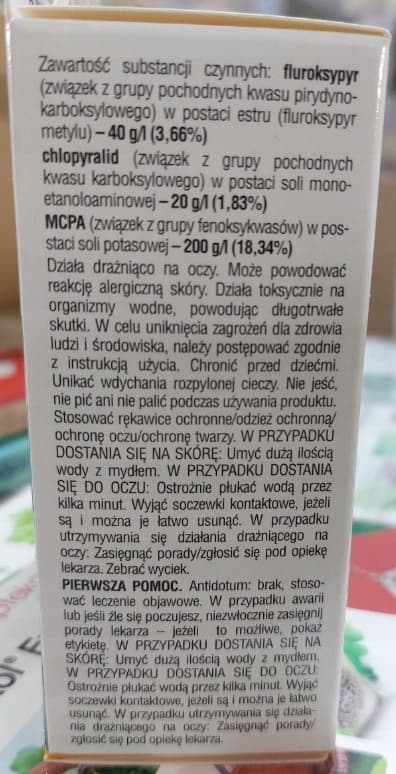 Zawartość substancji czynnych: fluroksypyr
(związek z grupy pochodnych kwasu pirydyno-
karboksylowego) w postaci estru (fluroksypyr
metylu) – 40 g/l (3,66%)
chlopyralid (związek z grupy pochodnych
kwasu karboksylowego) w postaci soli mono-
etanoloaminowej – 20 g/l (1,83%)
MCPA (związek z grupy fenoksykwasów) w pos-
taci soli potasowej – 200 g/l (18,34%)
Działa drażniąco na oczy. Może powodować
reakcję alergiczną skóry. Działa toksycznie na
organizmy wodne, powodując długotrwałe
skutki. W celu uniknięcia zagrożeń dla zdrowia
ludzi i środowiska, należy postępować zgodnie
z instrukcją użycia. Chronić przed dziećmi.
Unikać wdychania rozpylonej cieczy. Nie jeść,
nie pić ani nie palić podczas używania produktu.
Stosować rękawice ochronne/odzież ochronną/
ochronę oczu/ochronę twarzy. W PRZYPADKU
DOSTANIA SIĘ NA SKÓRĘ: Umyć dużą ilością
wody z mydłem. W PRZYPADKU DOSTANIA
SIĘ DO OCZU: Ostrożnie płukać wodą przez
kilka minut. Wyjąć soczewki kontaktowe, jeżeli
są i można je łatwo usunąć. W przypadku
utrzymywania się działania drażniącego na
oczy: Zasięgnąć porady/zgłosić się pod opiekę
lekarza. Zebrać wyciek.
PIERWSZA POMOC. Antidotum: brak, stoso-
wać leczenie objawowe. W przypadku awarii
lub jeśli źle się poczujesz, niezwłocznie zasięgnij
porady lekarza – jeżeli to możliwe, pokaż
etykietę. W PRZYPADKU DOSTANIA SIĘ NA
SKÓRĘ: Umyć dużą ilością wody z mydłem.
W PRZYPADKU DOSTANIA SIĘ DO OCZU:
Ostrożnie płukać wodą przez kilka minut. Wyjąć
soczewki kontaktowe, jeżeli są i można je łatwo
usunąć. W przypadku utrzymywania się działa-
nia drażniącego na oczy: Zasięgnąć porady/
zgłosić się pod opiekę lekarza.